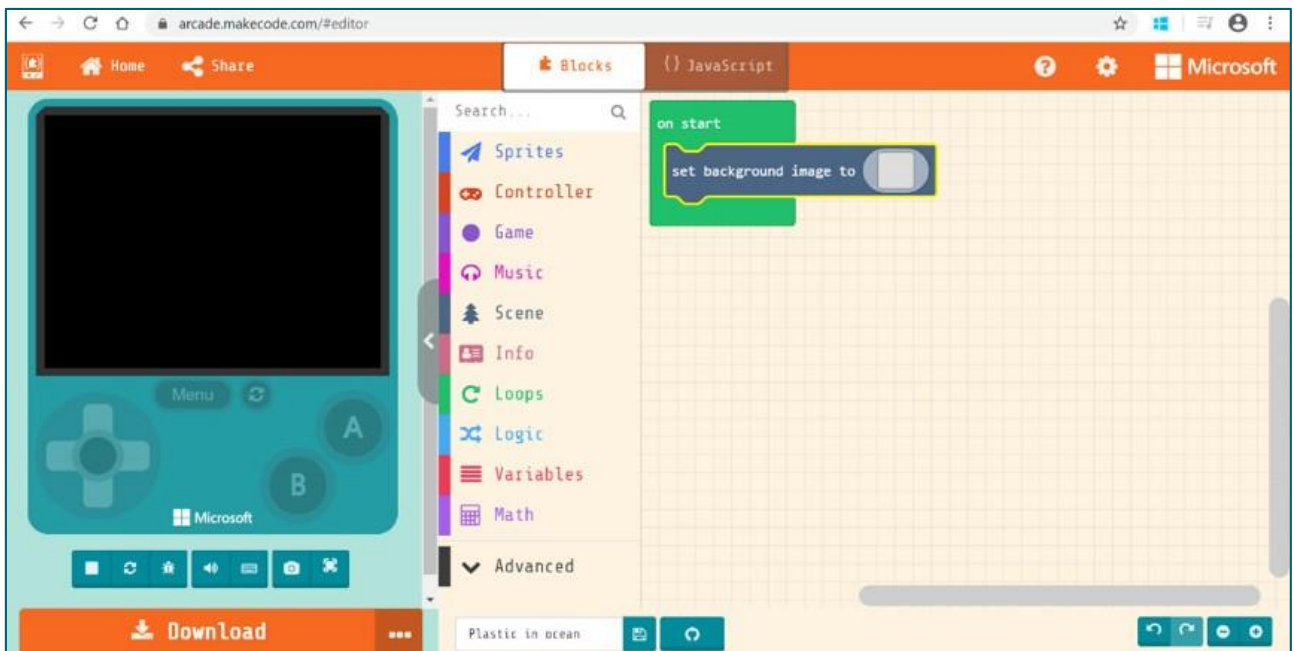 arcade.makecode.com/#editor
Home
Share
Blocks
{} JavaScript
?
Microsoft
Search...
Sprites
Controller
Game
Music
Scene
Info
Loops
Logic
Variables
Math
Advanced
on start
set background image to
Menu
A
B
Microsoft
Download
Plastic in ocean